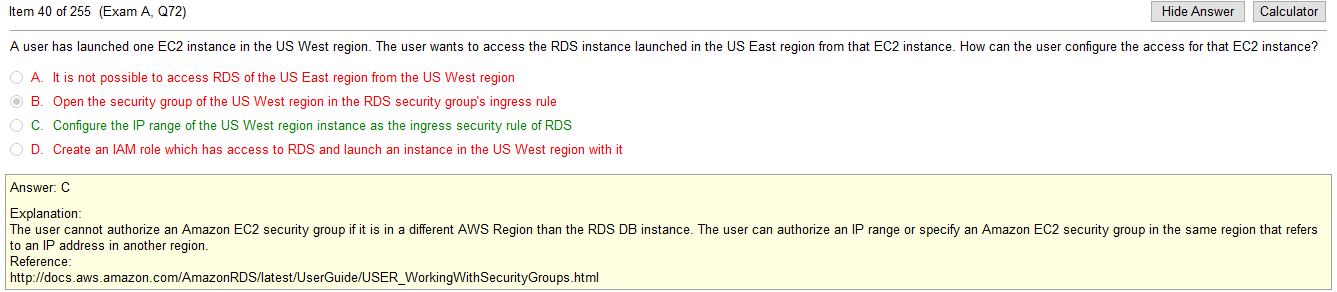 Item 40 of 255 (Exam A, Q72)
Hide Answer
Calculator
A user has launched one EC2 instance in the US West region. The user wants to access the RDS instance launched in the US East region from that EC2 instance. How can the user configure the access for that EC2 instance?
A. It is not possible to access RDS of the US East region from the US West region
B. Open the security group of the US West region in the RDS security group's ingress rule
C. Configure the IP range of the US West region instance as the ingress security rule of RDS
D. Create an IAM role which has access to RDS and launch an instance in the US West region with it
Answer: C
Explanation:
The user cannot authorize an Amazon EC2 security group if it is in a different AWS Region than the RDS DB instance. The user can authorize an IP range or specify an Amazon EC2 security group in the same region that refers
to an IP address in another region.
Reference:
http://docs.aws.amazon.com/AmazonRDS/latest/UserGuide/USER_WorkingWithSecurityGroups.html